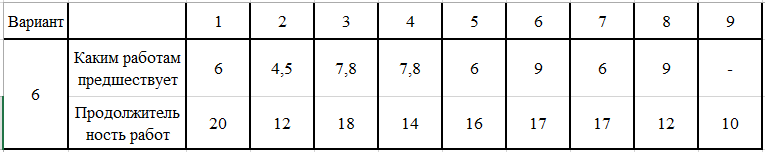 Вариант 1 2 3 4 5 6 7 8 9
6
Каким работам
предшествует
6 4,5 7,8 7,8 6 9 6 9 -
Продолжитель
ность работ
20 12 18 14 16 17 17 12 10